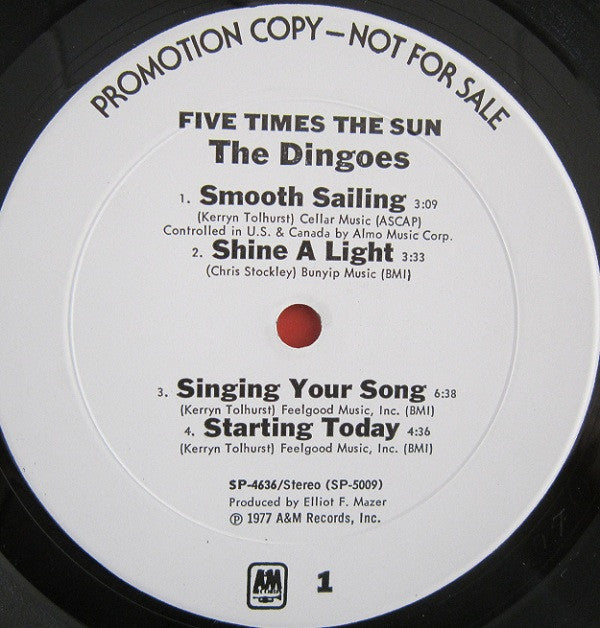 PROMOTION COPY—NOT FOR SALE
FIVE TIMES THE SUN
The Dingoes
1. Smooth Sailing 3:09
(Kerryn Tolhurst) Cellar Music (ASCAP)
Controlled in U.S. & Canada by Almo Music Corp.
2. Shine A Light 3:33
(Chris Stockley) Bunyip Music (BMI)
3. Singing Your Song 6:38
(Kerryn Tolhurst) Feelgood Music, Inc. (BMI)
4. Starting Today 4:36
(Kerryn Tolhurst) Feelgood Music, Inc. (BMI)
SP-4636/Stereo (SP-5009)
Produced by Elliot F. Mazer
℗ 1977 A&M Records, Inc.
AM
RECORDS
1